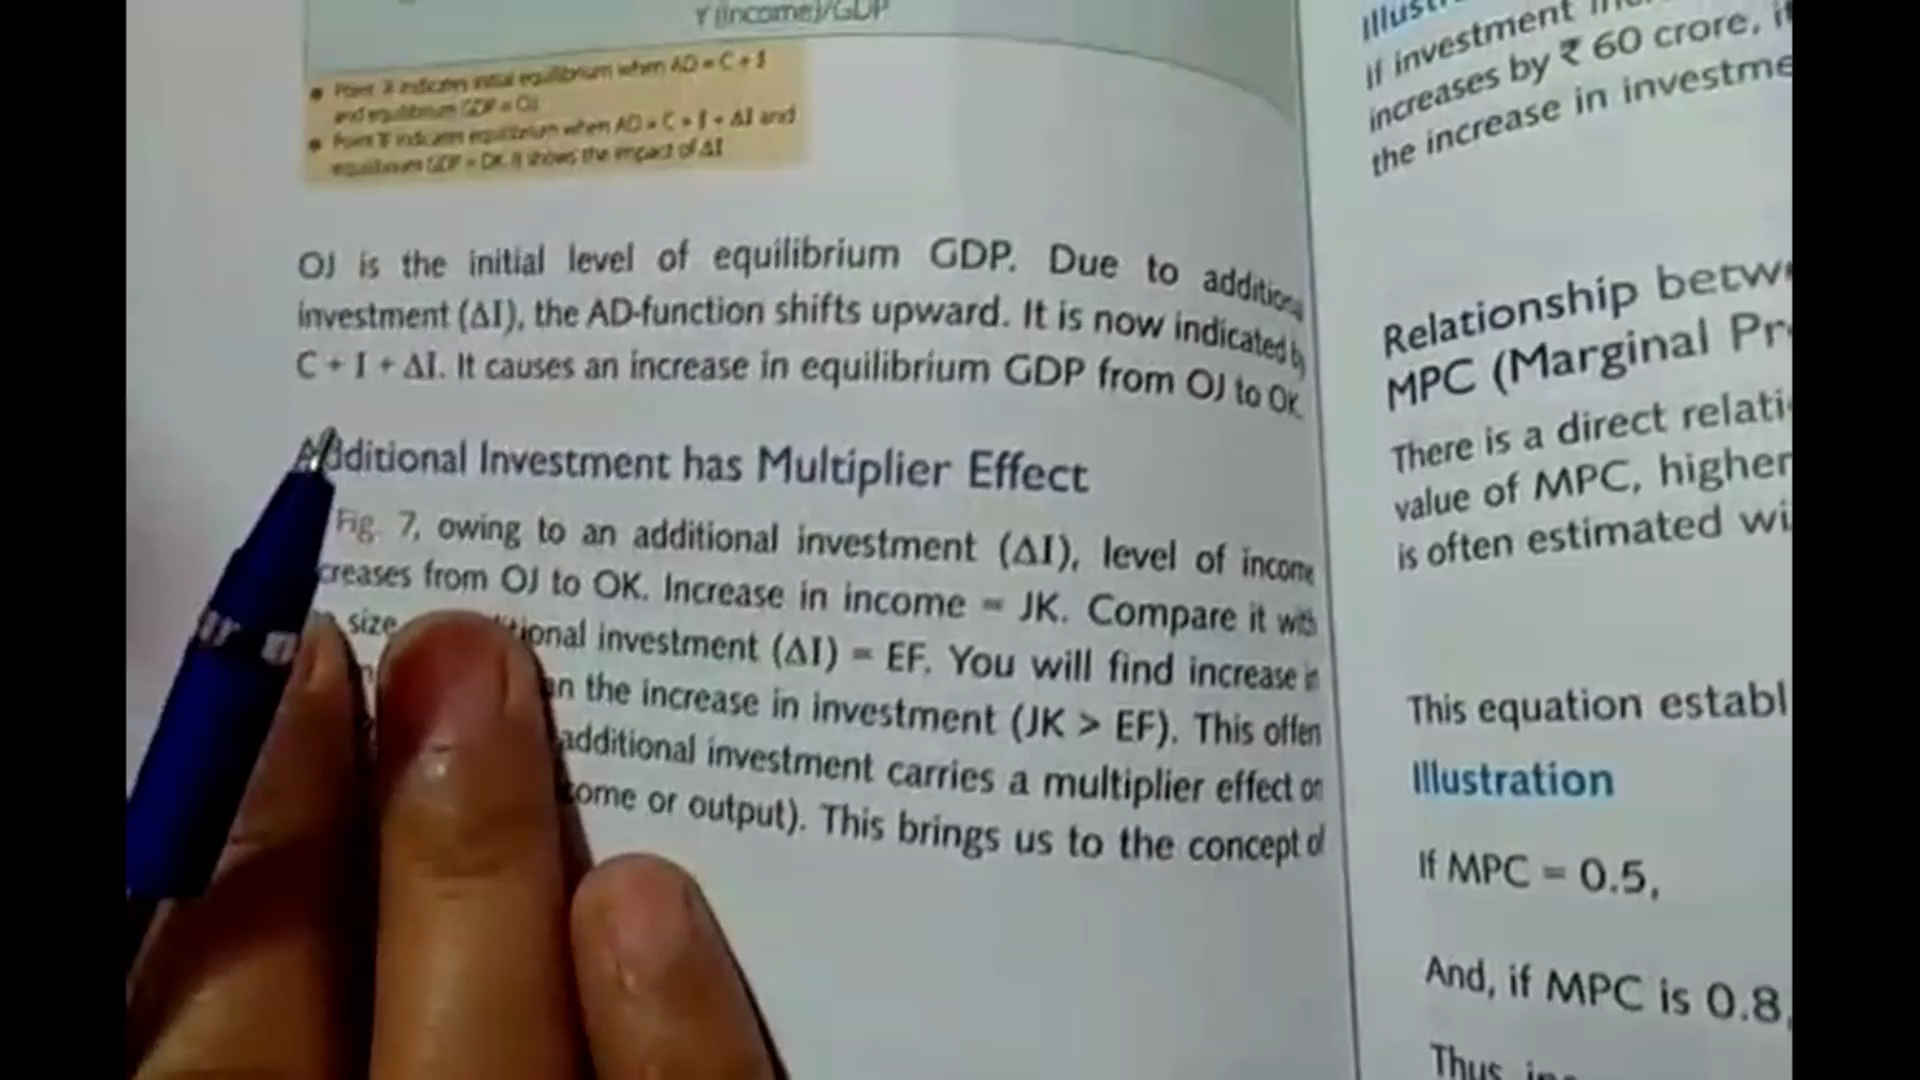 Y (Income)/GDP
• Point 'E' indicates initial equilibrium when AD = C + I
and equilibrium GDP = OJ.
• Point 'F' indicates equilibrium when AD = C + I + ΔI and
equilibrium GDP = OK. It shows the impact of ΔI
OJ is the initial level of equilibrium GDP. Due to additional
investment (ΔI), the AD-function shifts upward. It is now indicated by
C + I + ΔI. It causes an increase in equilibrium GDP from OJ to OK.
Additional Investment has Multiplier Effect
Fig. 7, owing to an additional investment (ΔI), level of income
creases from OJ to OK. Increase in income = JK. Compare it with
size tional investment (ΔI) = EF. You will find increase in
an the increase in investment (JK > EF). This often
additional investment carries a multiplier effect on
come or output). This brings us to the concept of
If investment
increases by ₹ 60 crore,
the increase in investme
Relationship betw
MPC (Marginal Pr
There is a direct relati
value of MPC, higher
is often estimated wi
This equation establ
Illustration
If MPC = 0.5,
And, if MPC is 0.8,
Thus,